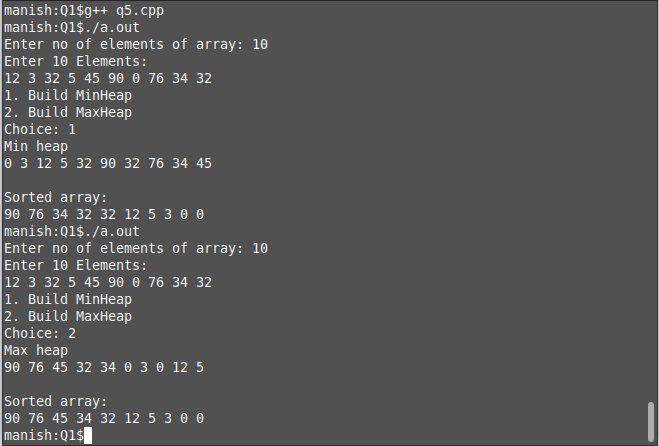 manish:Q1$g++ q5.cpp
manish:Q1$./a.out
Enter no of elements of array: 10
Enter 10 Elements:
12 3 32 5 45 90 0 76 34 32
1. Build MinHeap
2. Build MaxHeap
Choice: 1
Min heap
0 3 12 5 32 90 32 76 34 45
Sorted array:
90 76 34 32 32 12 5 3 0 0
manish:Q1$./a.out
Enter no of elements of array: 10
Enter 10 Elements:
12 3 32 5 45 90 0 76 34 32
1. Build MinHeap
2. Build MaxHeap
Choice: 2
Max heap
90 76 45 32 34 0 3 0 12 5
Sorted array:
90 76 45 34 32 12 5 3 0 0
manish:Q1$